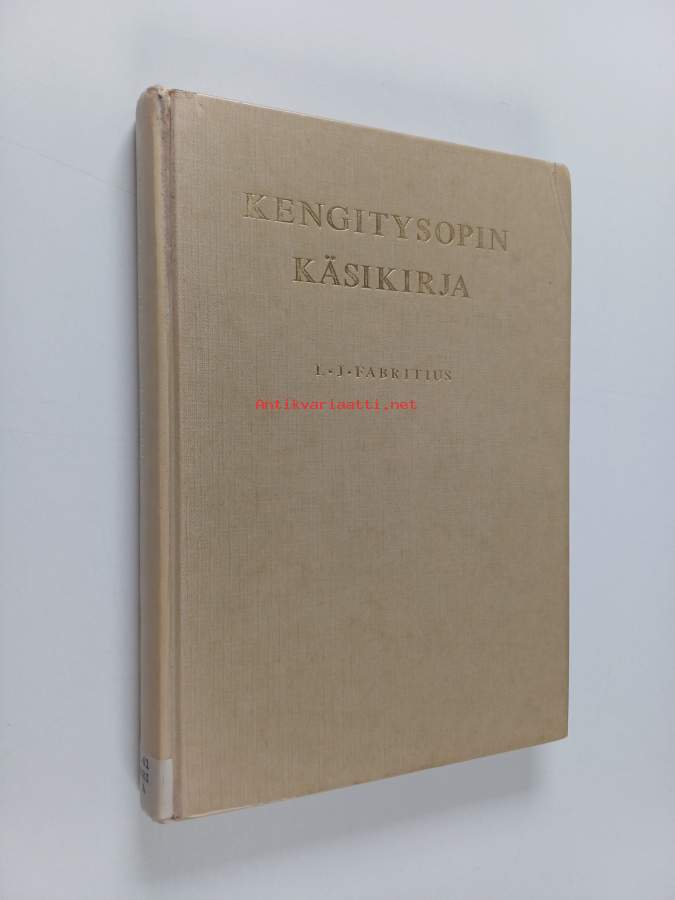 KENGITYSOPIN
KÄSIKIRJA
L·J·FABRITIUS
Antikvariaatti.net